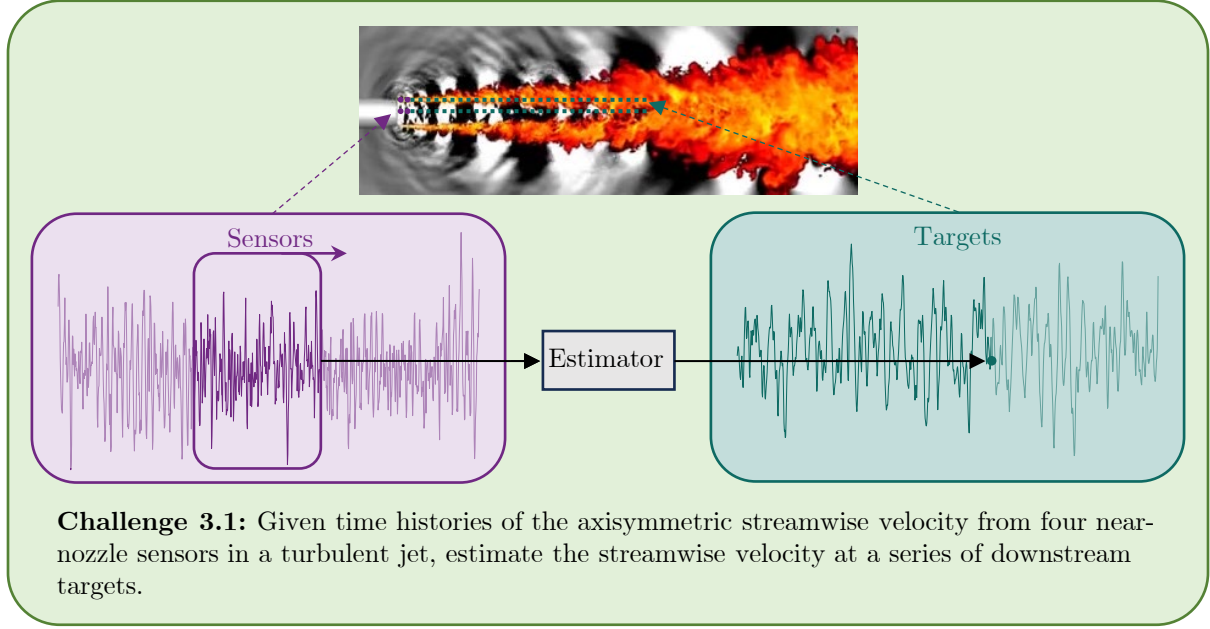 Sensors
Targets
Estimator
Challenge 3.1: Given time histories of the axisymmetric streamwise velocity from four near-
nozzle sensors in a turbulent jet, estimate the streamwise velocity at a series of downstream
targets.